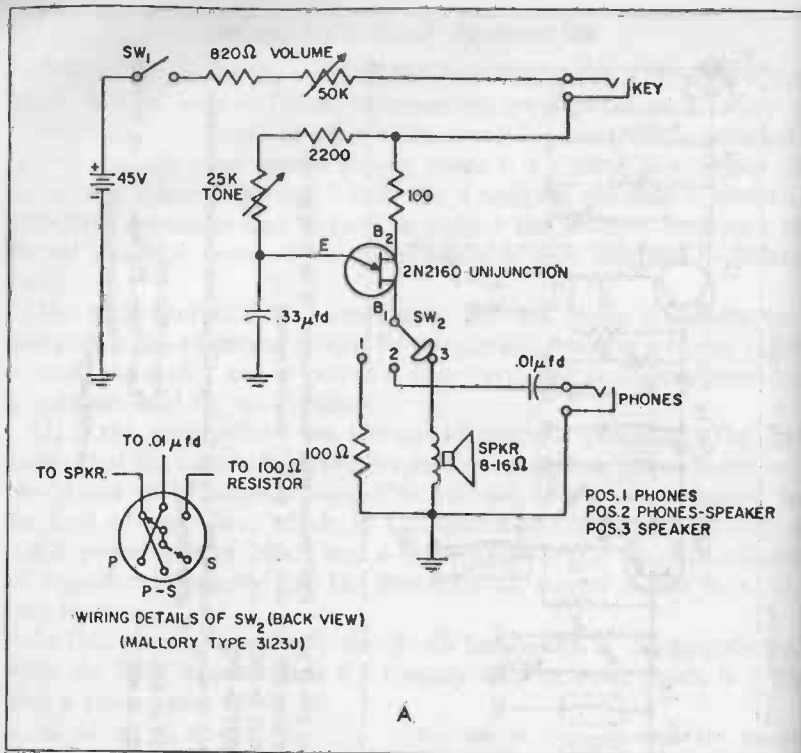 SW1
820Ω VOLUME
50K
KEY
2200
25K
TONE
+
45V
-
100
B2
E
2N2160 UNIJUNCTION
B1
SW2
.33µfd
1
2
3
.01µfd
PHONES
100Ω
SPKR
8-16Ω
TO .01µfd
TO SPKR.
TO 100Ω
RESISTOR
P
S
P-S
POS.1 PHONES
POS.2 PHONES-SPEAKER
POS.3 SPEAKER
WIRING DETAILS OF SW2 (BACK VIEW)
(MALLORY TYPE 3123J)
A